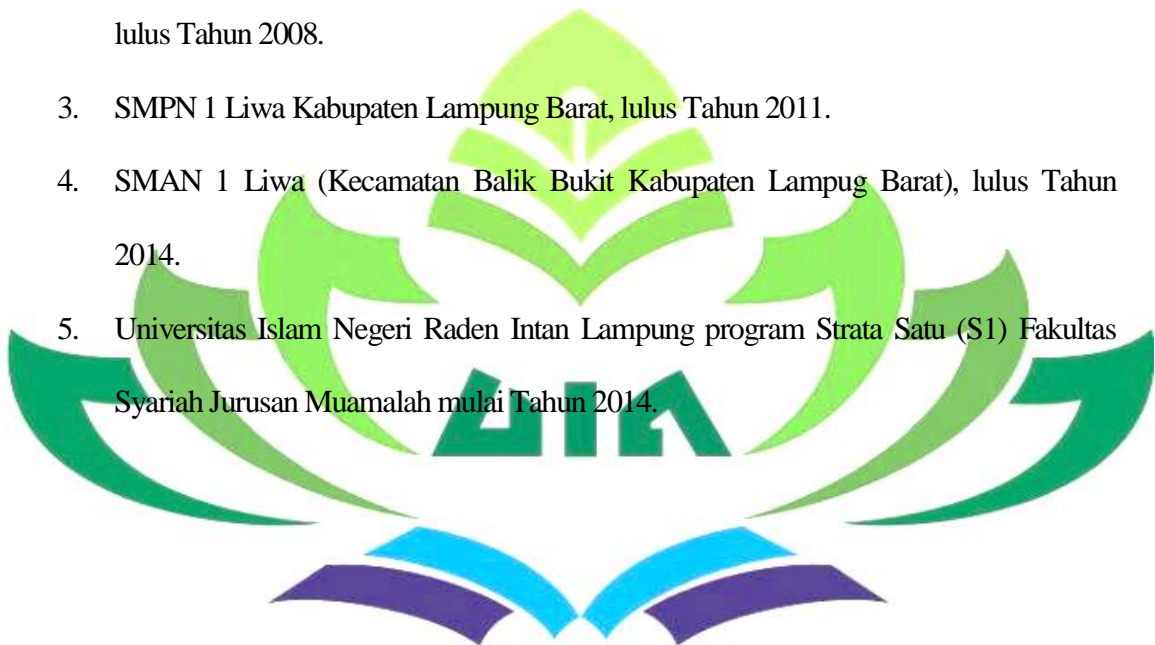 lulus Tahun 2008.
3. SMPN 1 Liwa Kabupaten Lampung Barat, lulus Tahun 2011.
4. SMAN 1 Liwa (Kecamatan Balik Bukit Kabupaten Lampug Barat), lulus Tahun
2014.
5. Universitas Islam Negeri Raden Intan Lampung program Strata Satu (S1) Fakultas
Syariah Jurusan Muamalah mulai Tahun 2014.